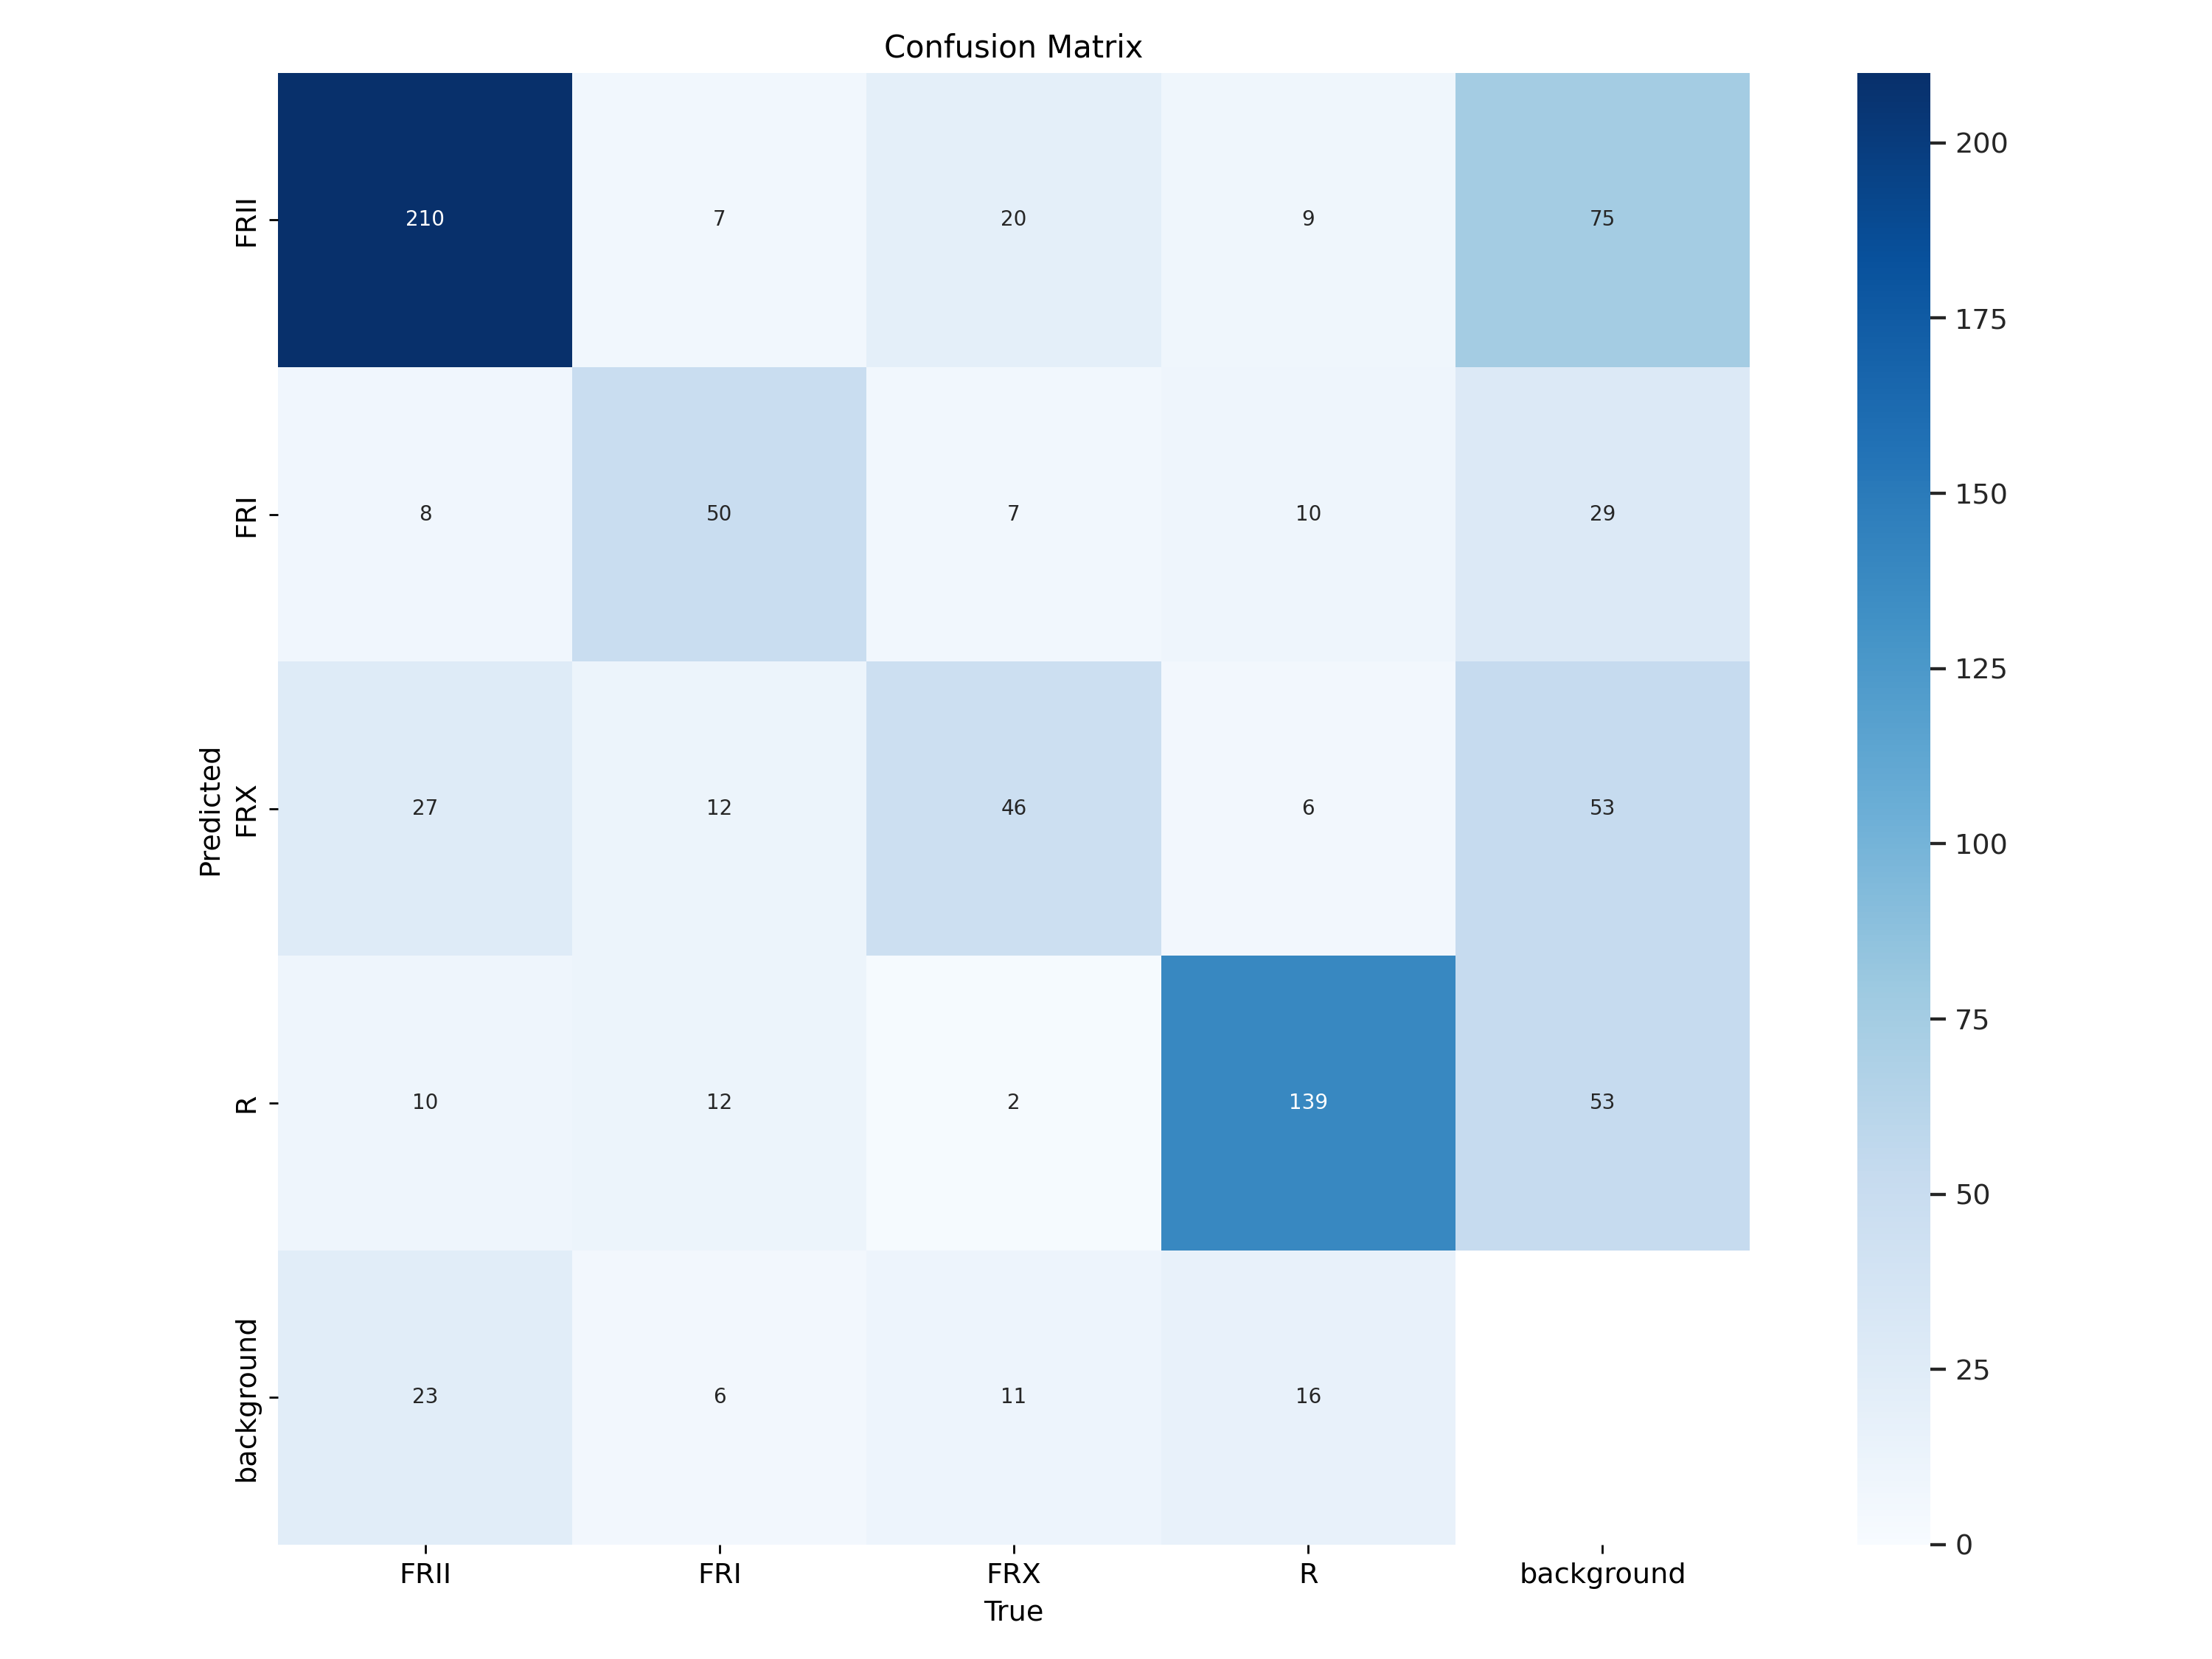 Confusion Matrix
FRII 210 7 20 9 75
FRI 8 50 7 10 29
FRX 27 12 46 6 53
R 10 12 2 139 53
background 23 6 11 16
FRII FRI FRX R background
True
Predicted
200
175
150
125
100
75
50
25
0